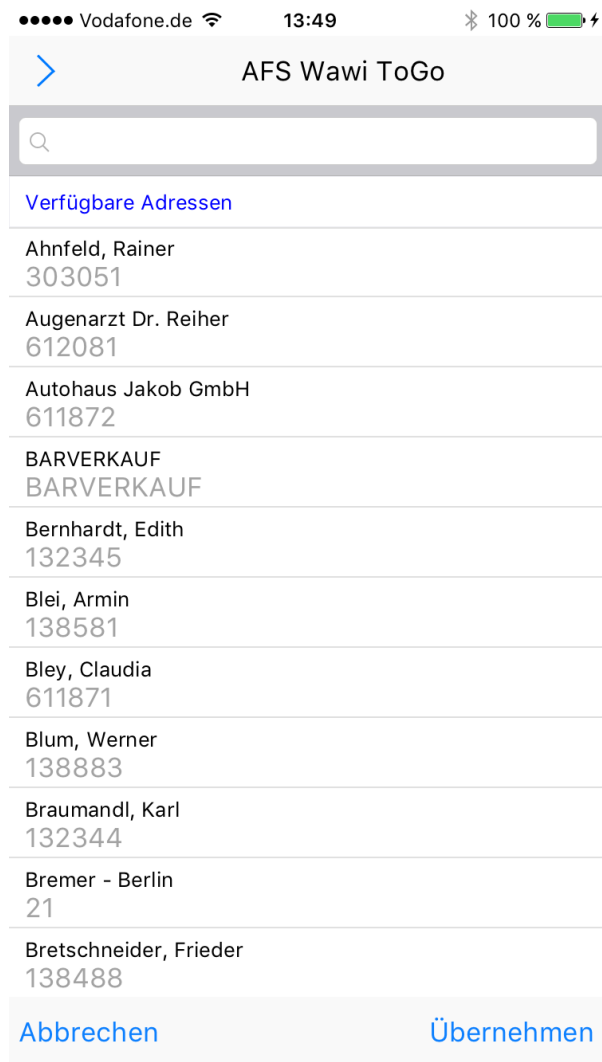 Vodafone.de 13:49 100 %
AFS Wawi ToGo
Verfügbare Adressen
Ahnfeld, Rainer
303051
Augenarzt Dr. Reiher
612081
Autohaus Jakob GmbH
611872
BARVERKAUF
BARVERKAUF
Bernhardt, Edith
132345
Blei, Armin
138581
Bley, Claudia
611871
Blum, Werner
138883
Braumandl, Karl
132344
Bremer - Berlin
21
Bretschneider, Frieder
138488
Abbrechen Übernehmen